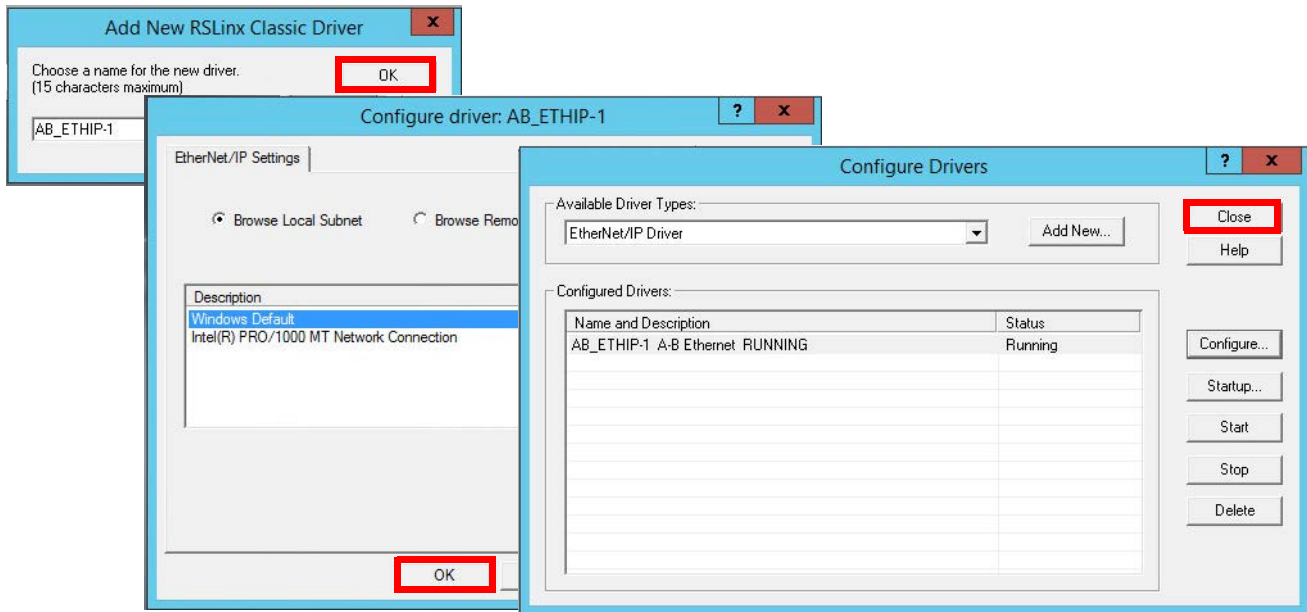 Add New RSLinx Classic Driver
x
Choose a name for the new driver.
(15 characters maximum)
OK
AB_ETHIP-1
Configure driver: AB_ETHIP-1
?
x
EtherNet/IP Settings
Browse Local Subnet
Browse Remo
Description
Windows Default
Intel(R) PRO/1000 MT Network Connection
OK
Configure Drivers
?
x
Available Driver Types:
EtherNet/IP Driver
Add New...
Close
Help
Configured Drivers:
Name and Description
Status
AB_ETHIP-1 A-B Ethernet RUNNING
Running
Configure...
Startup...
Start
Stop
Delete